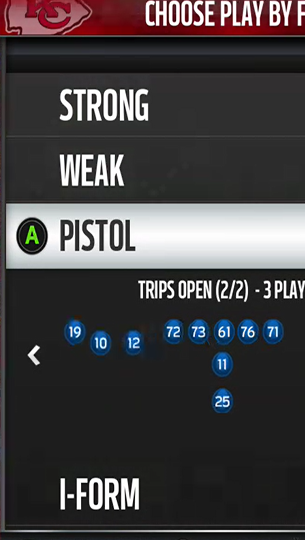 KC
CHOOSE PLAY BY F
STRONG
WEAK
A PISTOL
TRIPS OPEN (2/2) - 3 PLAY
19 10 12 72 73 61 76 71
11
25
I-FORM